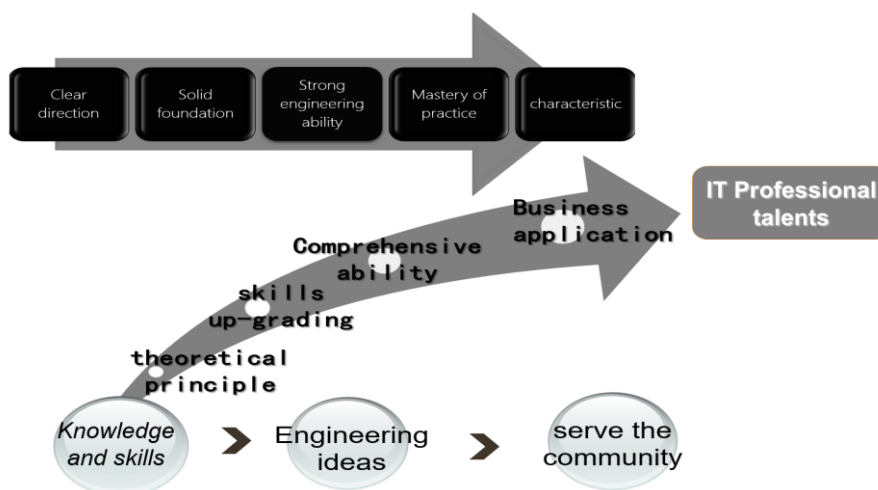 Clear
direction
Solid
foundation
Strong
engineering
ability
Mastery of
practice
characteristic
IT Professional
talents
Business
application
Comprehensive
ability
skills
up-grading
theoretical
principle
Knowledge
and skills
Engineering
ideas
serve the
community